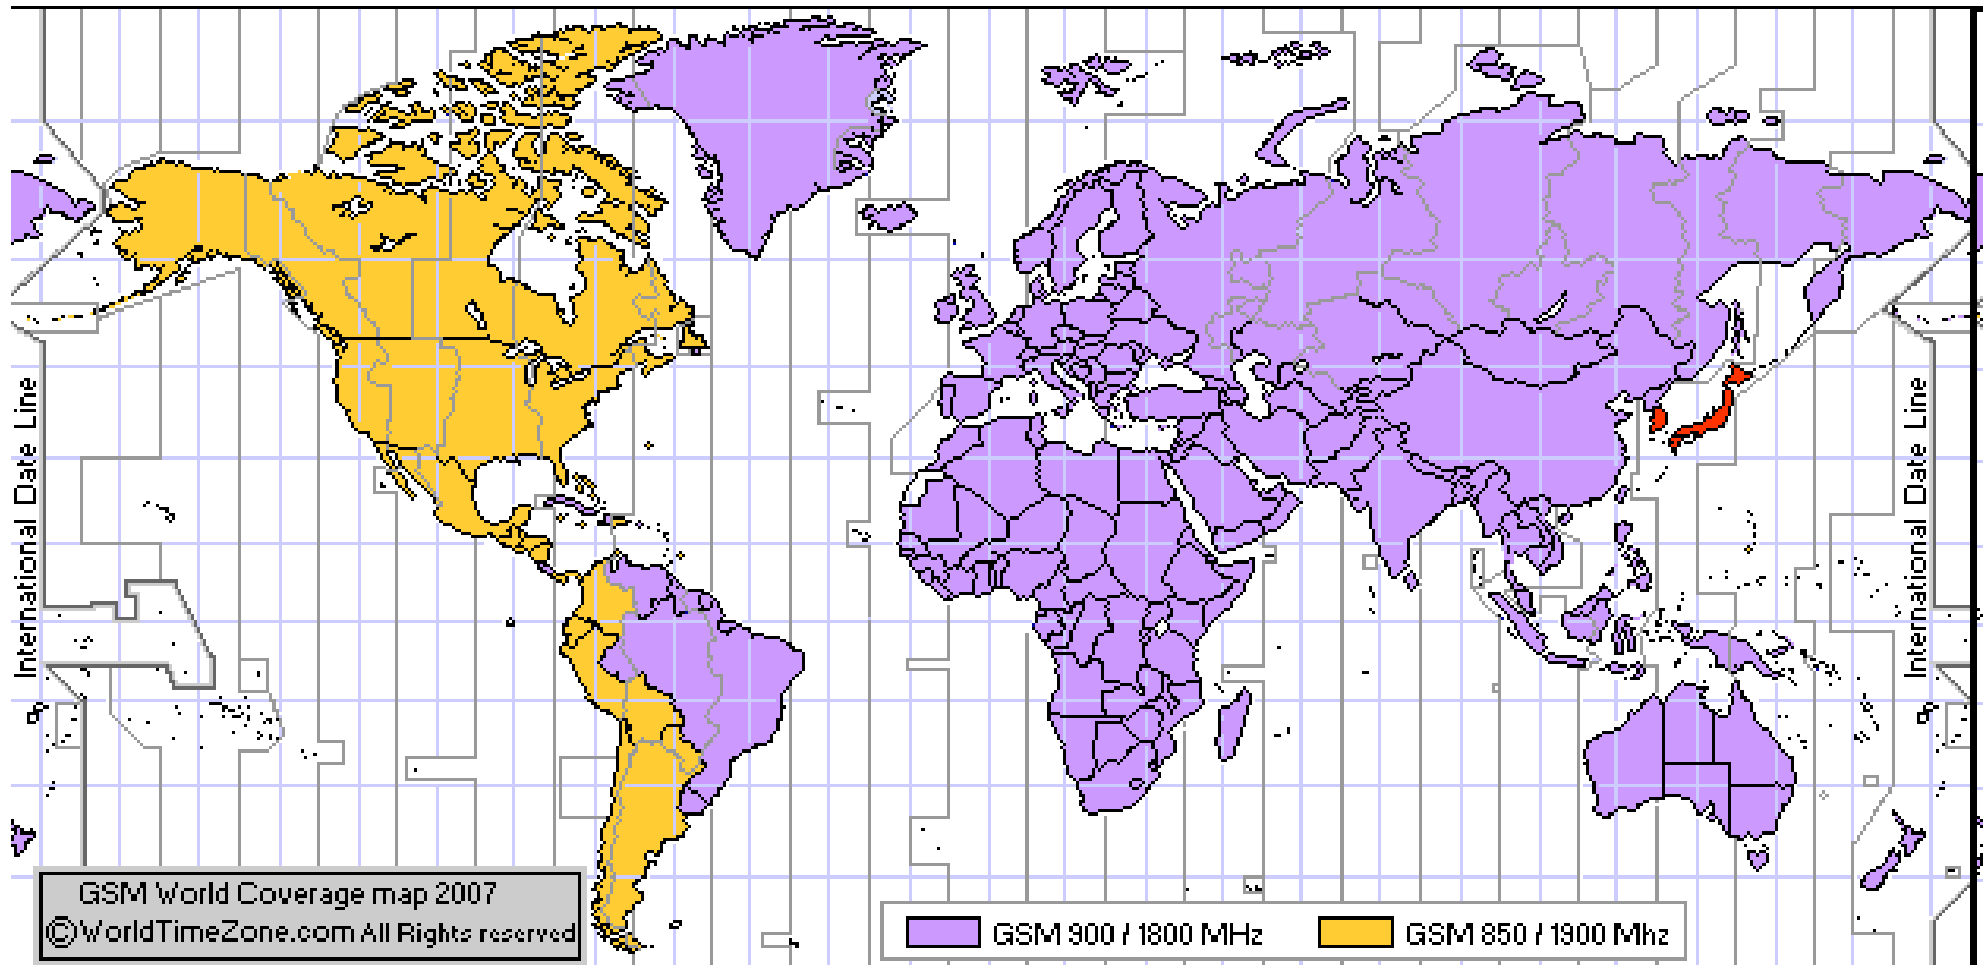 International Date Line
International Date Line
GSM World Coverage map 2007
©WorldTimeZone.com All Rights reserved
GSM 900 / 1800 MHz
GSM 850 / 1900 Mhz